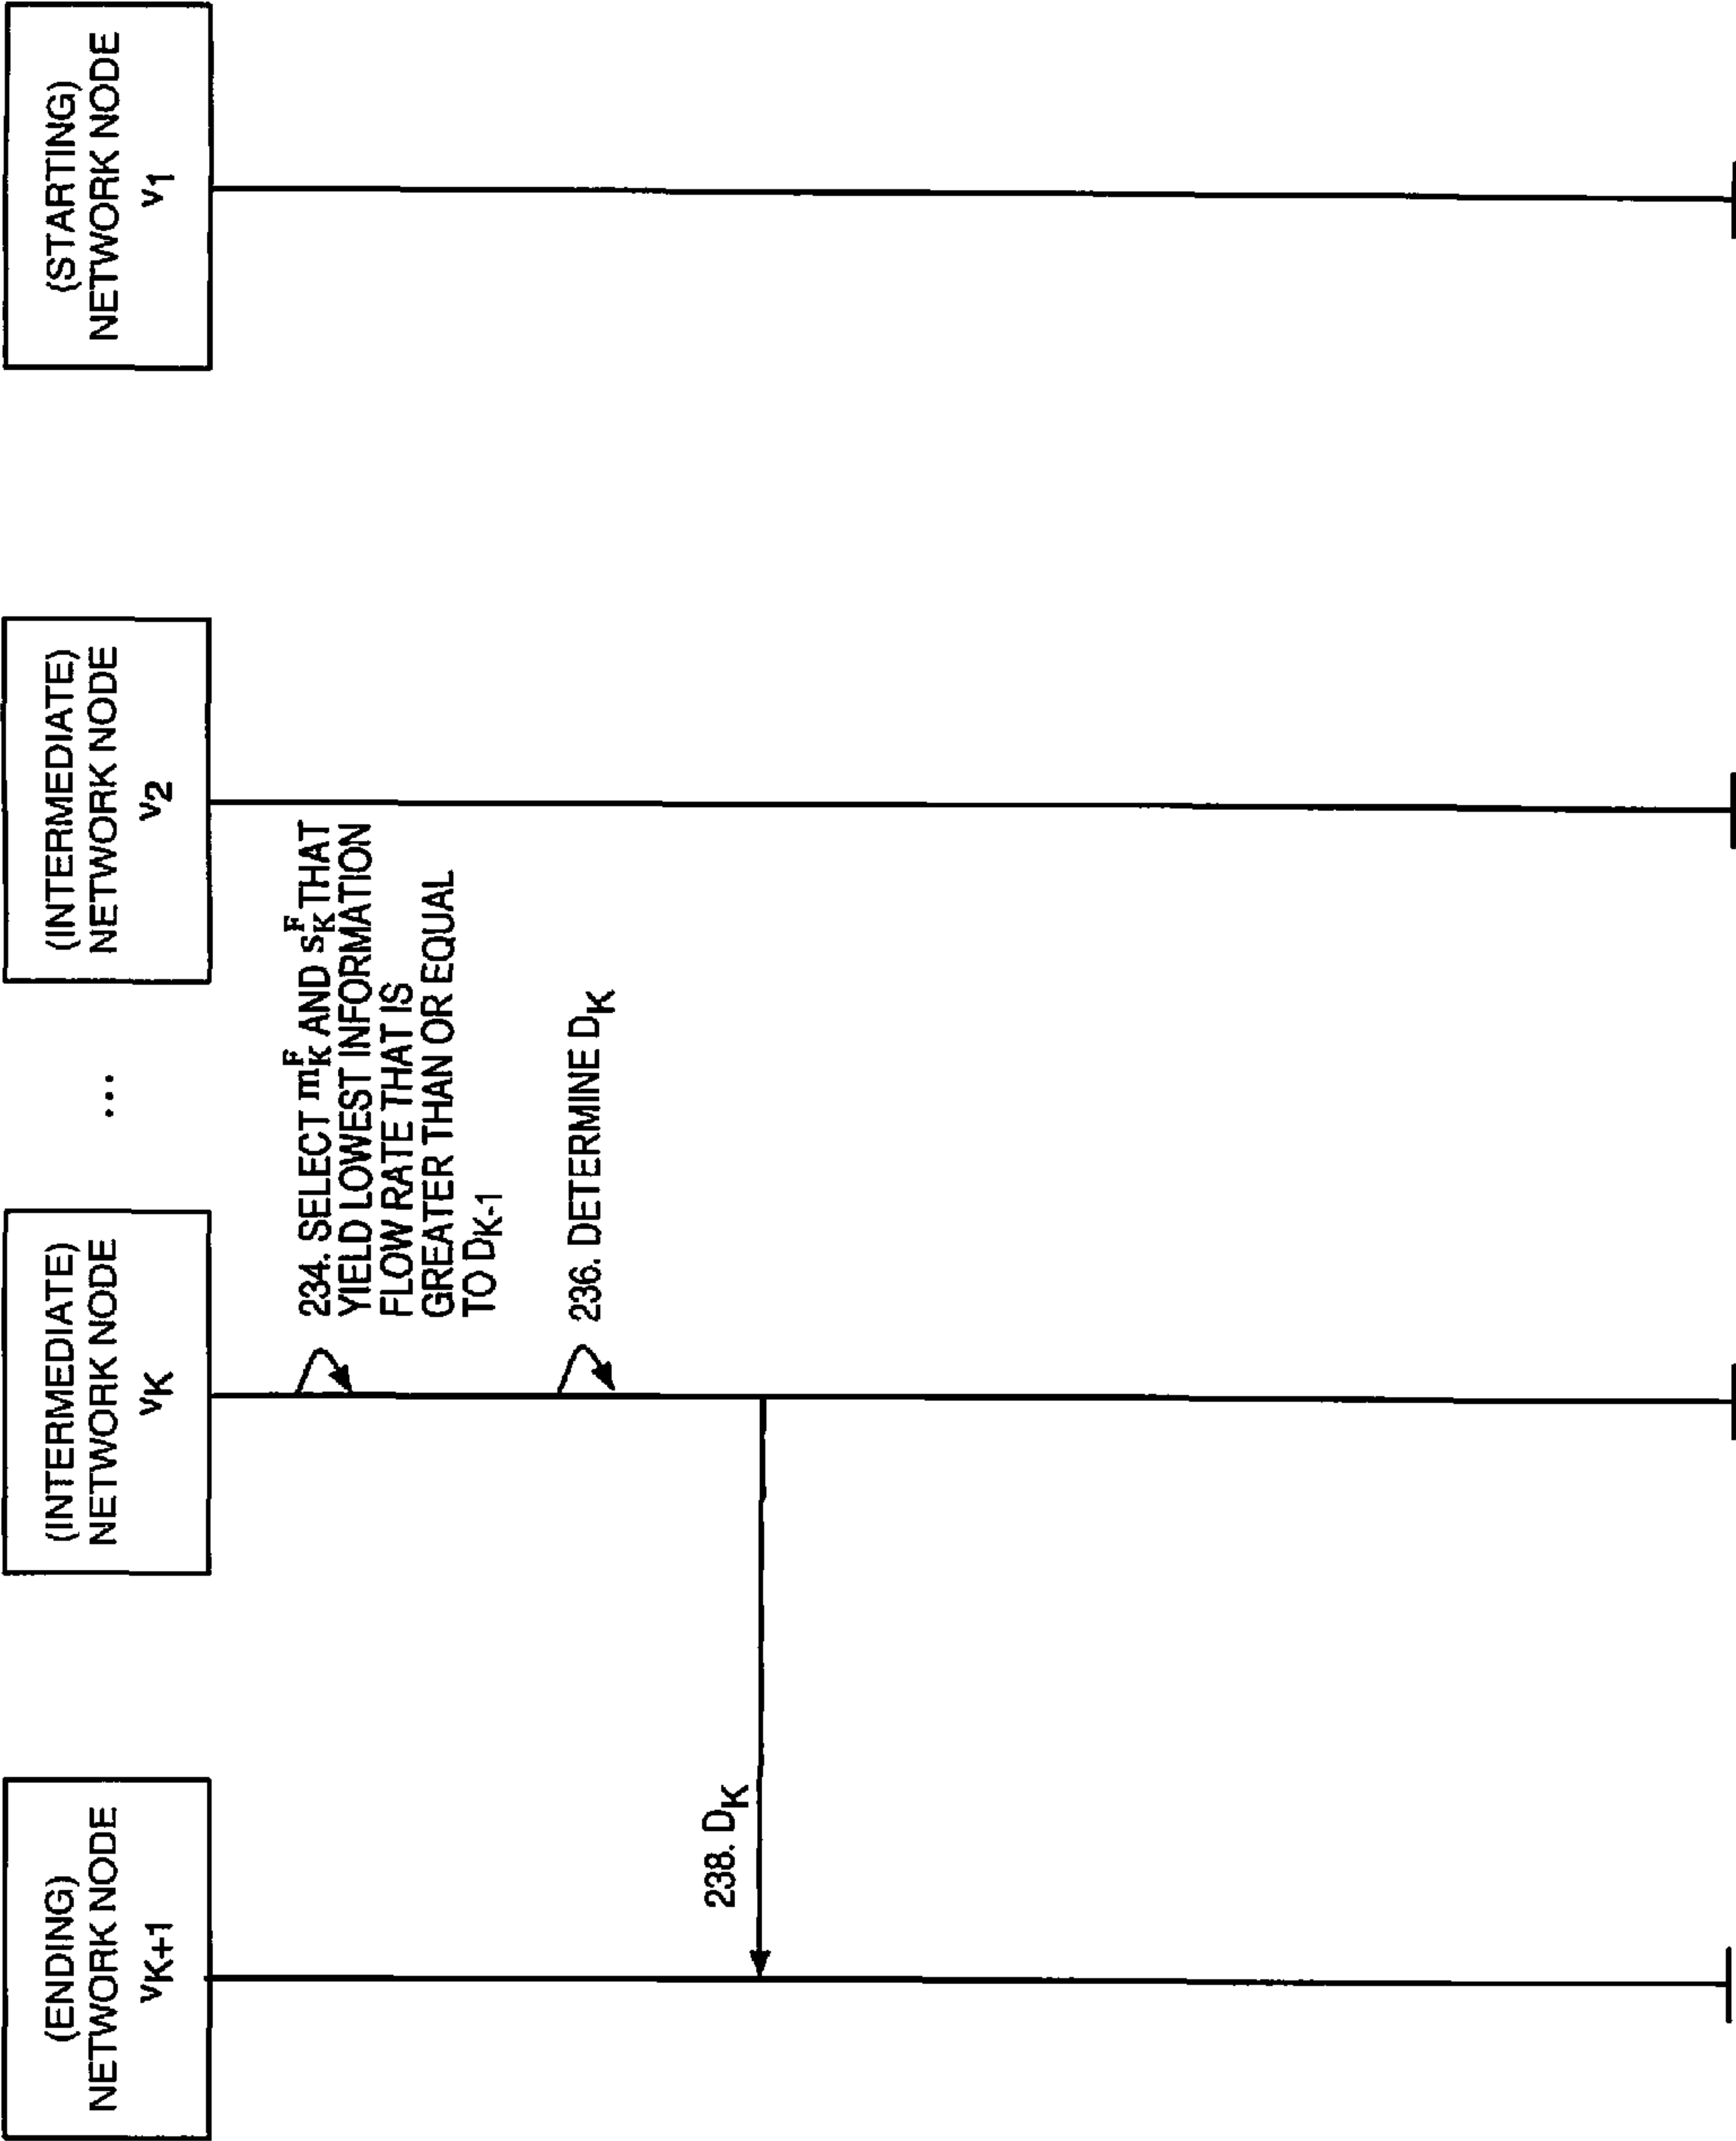 (ENDING)
NETWORK NODE
vK+1
(INTERMEDIATE)
NETWORK NODE
vK
...
(INTERMEDIATE)
NETWORK NODE
v2
(STARTING)
NETWORK NODE
v1
234. SELECT m^F_K AND s^F_K THAT
YIELD LOWEST INFORMATION
FLOW RATE THAT IS
GREATER THAN OR EQUAL
TO DK-1
236. DETERMINE DK
238. DK